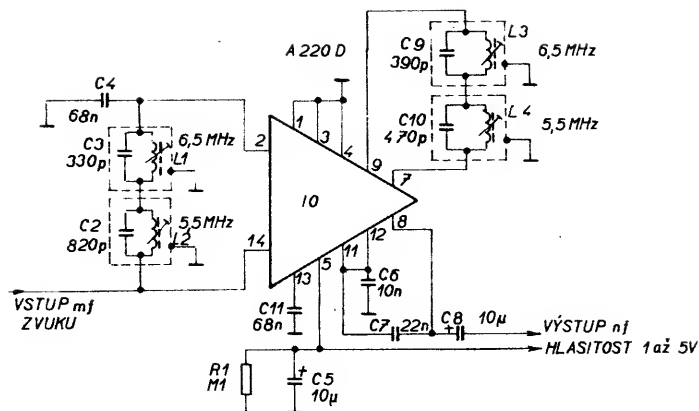 A 220 D
C9
390p
L3
6,5 MHz
C10
470p
L4
5,5 MHz
C4
68n
C3
330p
6,5 MHz
L1
C2
820p
5,5 MHz
L2
2
14
1
3
4
9
7
8
12
11
5
13
IO
VSTUP mf
ZVUKU
C11
68n
C6
10n
C7
22n
C8
+
10μ
VÝSTUP nf
HLASITOST 1 až 5V
R1
M1
+
C5
10μ